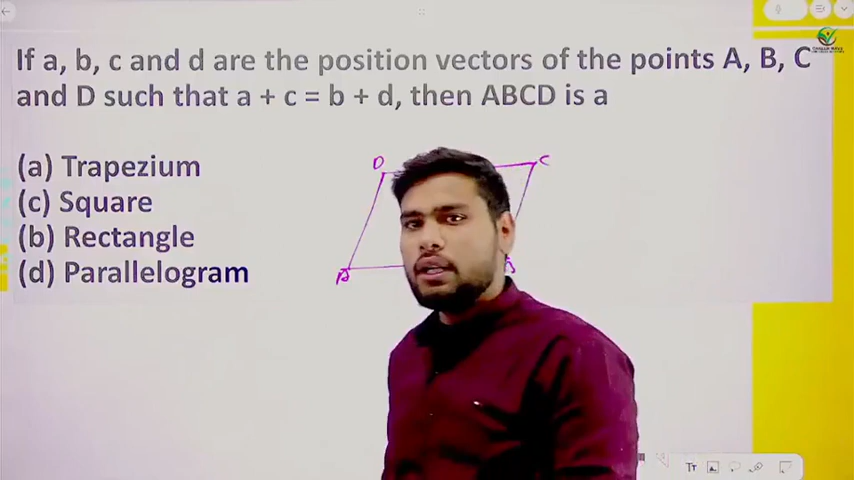 If a, b, c and d are the position vectors of the points A, B, C
and D such that a + c = b + d, then ABCD is a
(a) Trapezium
(c) Square
(b) Rectangle
(d) Parallelogram
D
C
A
B
Tт